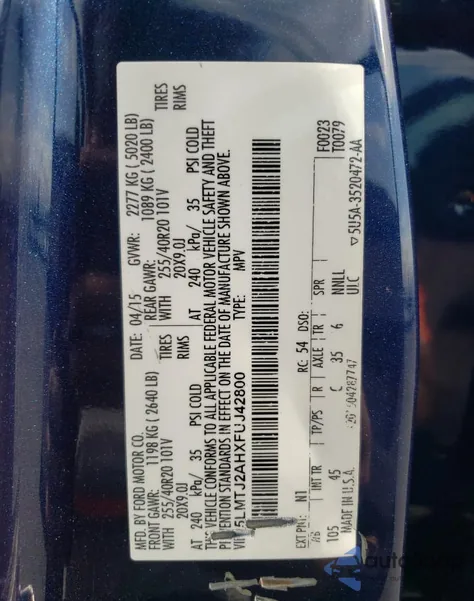 MFD. BY FORD MOTOR CO.
DATE: 04/15 GVWR: 2277 KG ( 5020 LB)
FRONT GAWR: 1198 KG ( 2640 LB) REAR GAWR: 1089 KG ( 2400 LB)
WITH 255/40R20 101V TIRES WITH 255/40R20 101V TIRES
20X9.0J RIMS 20X9.0J RIMS
AT 240 kPa/ 35 PSI COLD AT 240 kPa/ 35 PSI COLD
THIS VEHICLE CONFORMS TO ALL APPLICABLE FEDERAL MOTOR VEHICLE SAFETY AND THEFT
PREVENTION STANDARDS IN EFFECT ON THE DATE OF MANUFACTURE SHOWN ABOVE.
VIN: 5LMTJ2AHXFUJ42800 TYPE: MPV
EXT PNT: N1 RC: 54 DSO: F0023
T0079
INT TR TP/PS R AXLE TR SPR
105 45 C 35 6 NNLL
MADE IN U.S.A. UIC
▽5U5A-3520472-AA